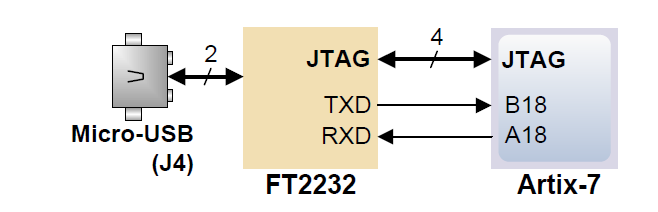 2
4
JTAG
JTAG
TXD
B18
RXD
A18
Micro-USB
(J4)
FT2232
Artix-7